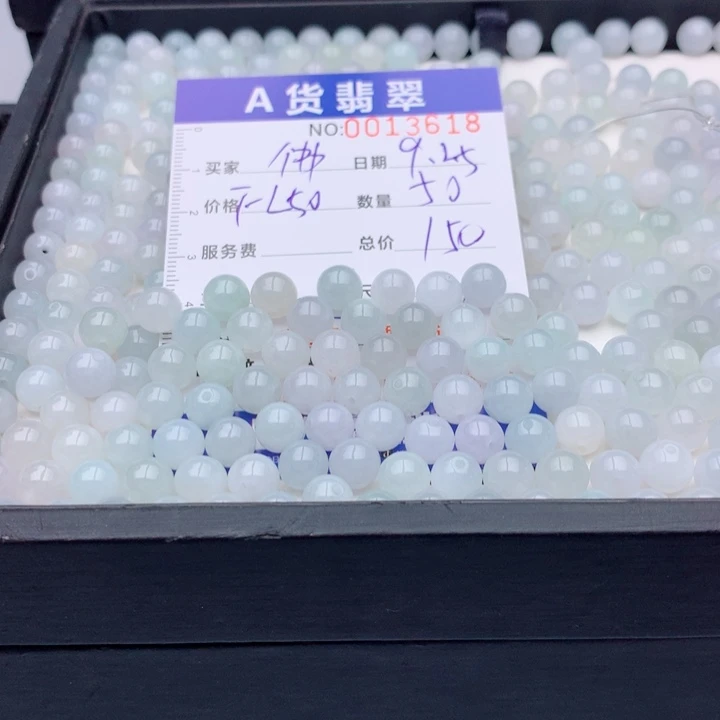 A货翡翠
NO:0013618
买家 佛 日期 9.25
价格 数量 50
服务费 总价 150